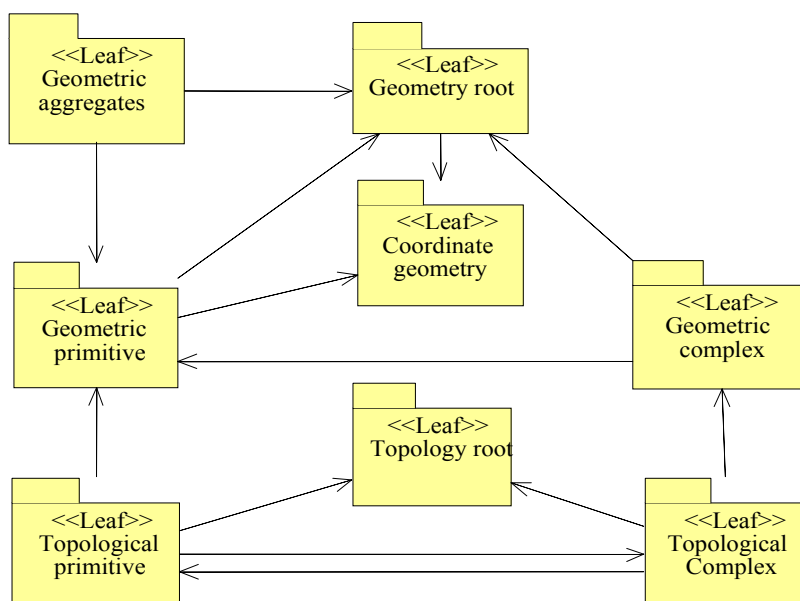 <<Leaf>>
Geometric
aggregates
<<Leaf>>
Geometry root
<<Leaf>>
Coordinate
geometry
<<Leaf>>
Geometric
primitive
<<Leaf>>
Geometric
complex
<<Leaf>>
Topology root
<<Leaf>>
Topological
primitive
<<Leaf>>
Topological
Complex